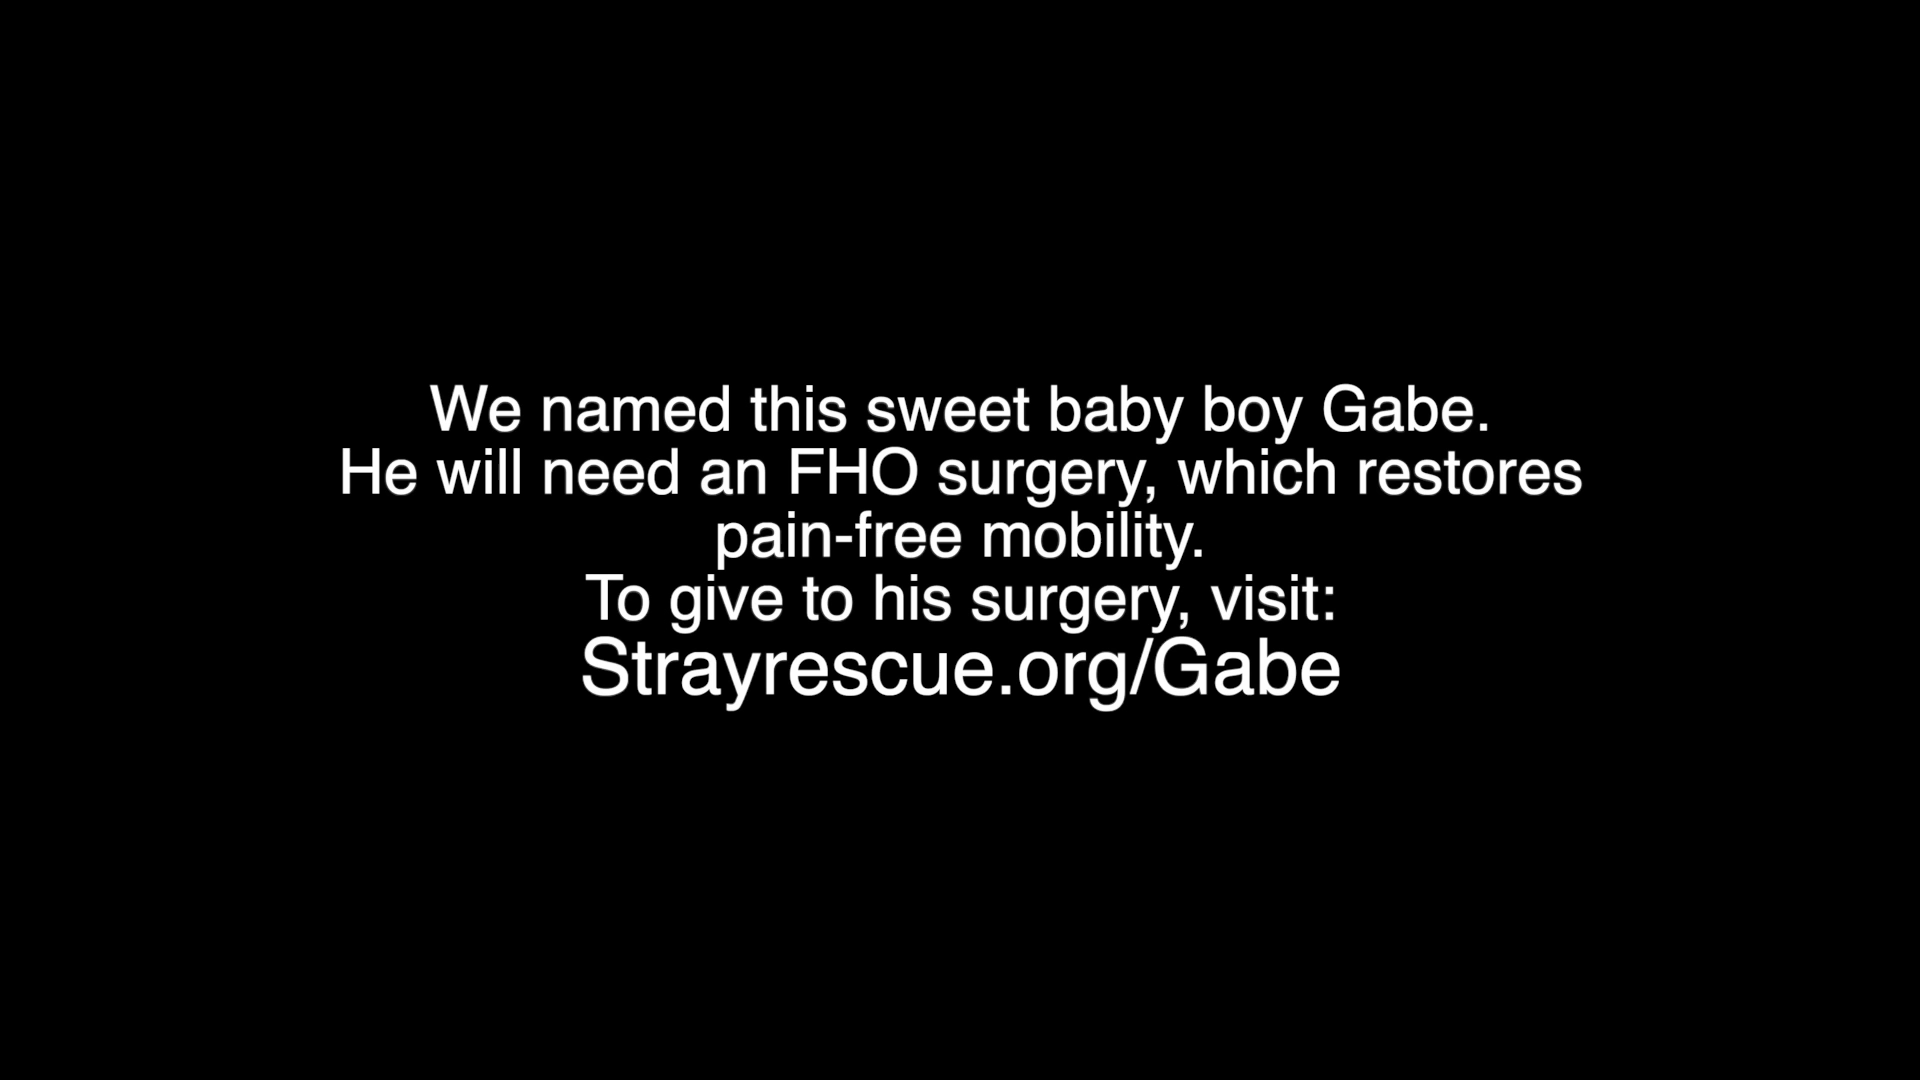 We named this sweet baby boy Gabe.
He will need an FHO surgery, which restores
pain-free mobility.
To give to his surgery, visit:
Strayrescue.org/Gabe